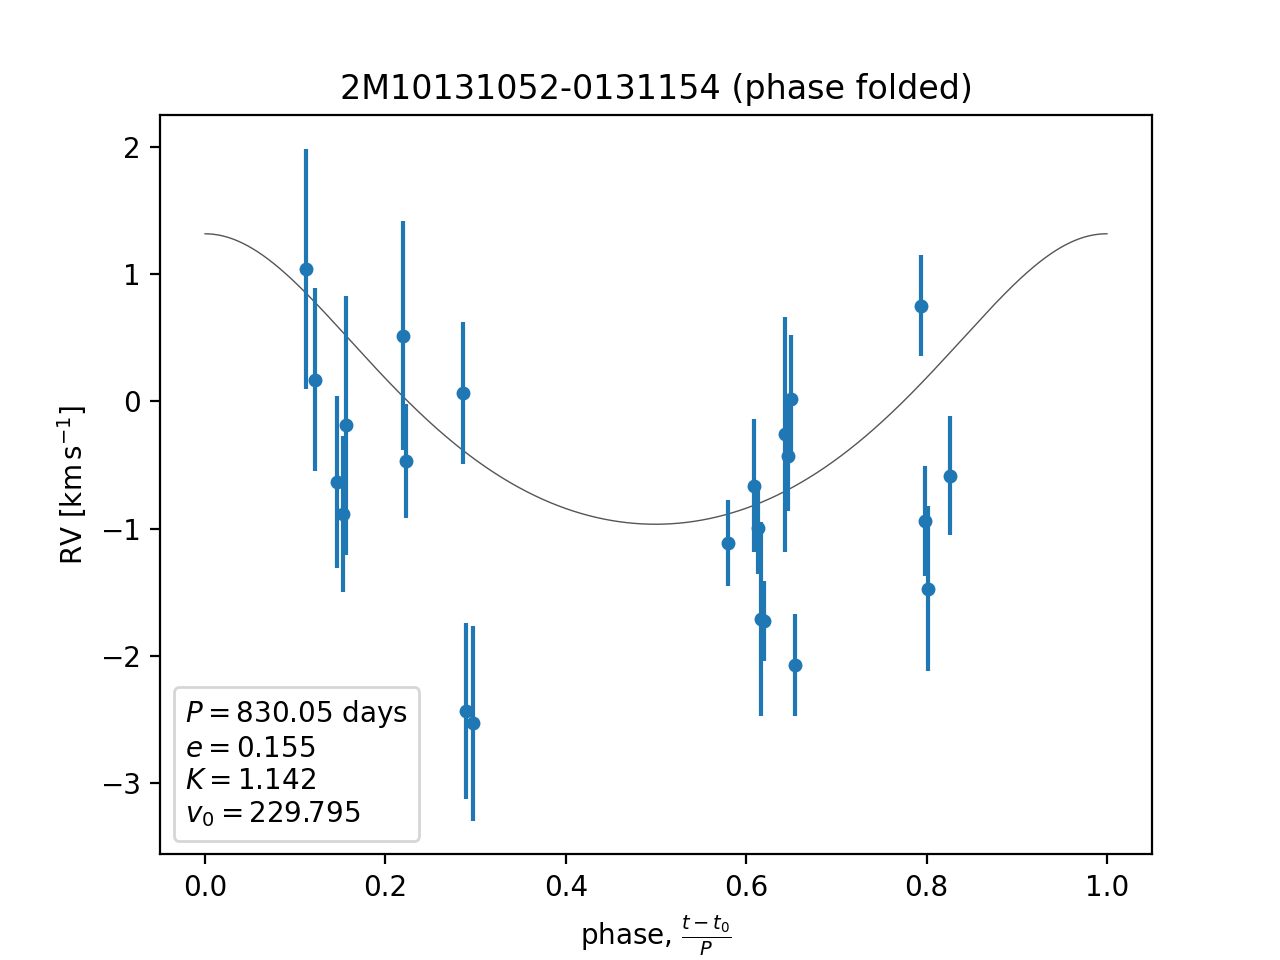 2M10131052-0131154 (phase folded)
2
1
0
−1
−2
−3
RV [km s⁻¹]
P = 830.05 days
e = 0.155
K = 1.142
v₀ = 229.795
0.0 0.2 0.4 0.6 0.8 1.0
phase, (t − t₀)/P